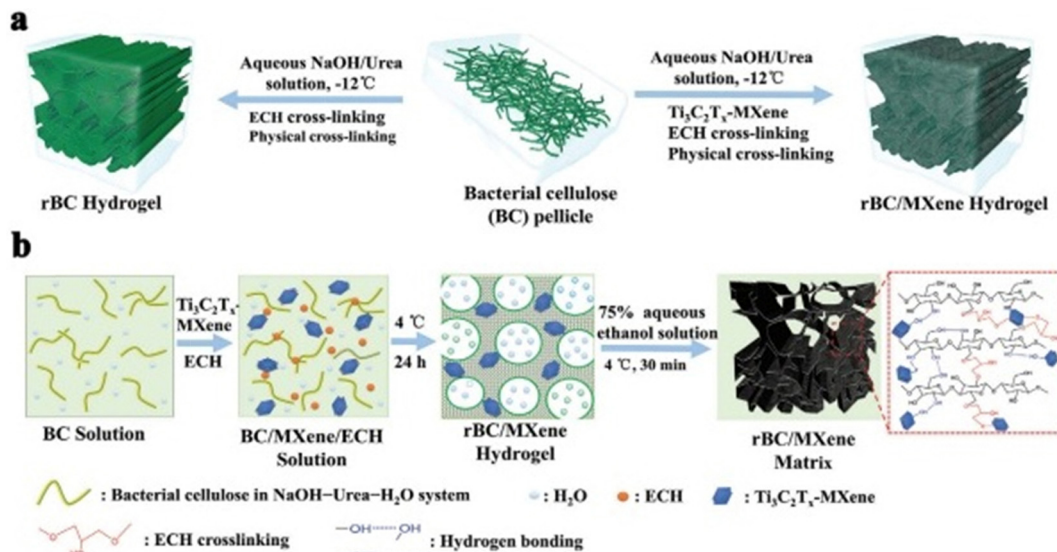 a
Aqueous NaOH/Urea
solution, -12℃
ECH cross-linking
Physical cross-linking
Aqueous NaOH/Urea
solution, -12℃
Ti₃C₂Tₓ-MXene
ECH cross-linking
Physical cross-linking
rBC Hydrogel
Bacterial cellulose
(BC) pellicle
rBC/MXene Hydrogel
b
Ti₃C₂Tₓ-
MXene
ECH
4 ℃
24 h
75% aqueous
ethanol solution
4 ℃, 30 min
BC Solution
BC/MXene/ECH
Solution
rBC/MXene
Hydrogel
rBC/MXene
Matrix
: Bacterial cellulose in NaOH−Urea−H₂O system
: H₂O
: ECH
: Ti₃C₂Tₓ-MXene
: ECH crosslinking
—OH
OH
: Hydrogen bonding